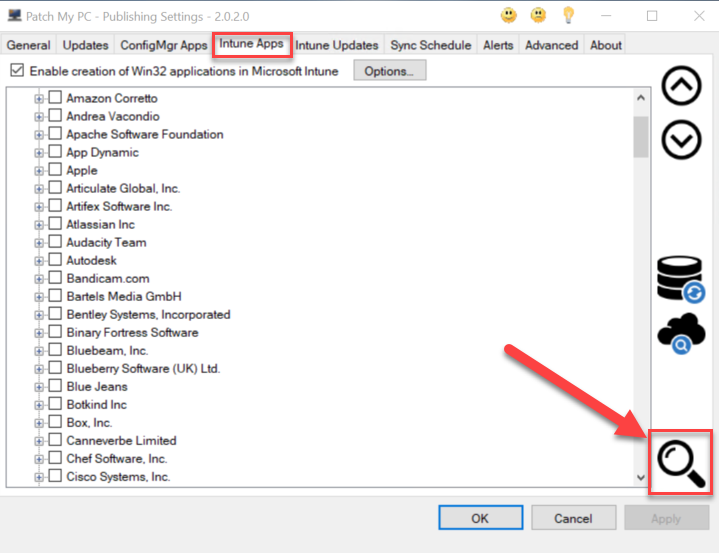 Patch My PC - Publishing Settings - 2.0.2.0
General Updates ConfigMgr Apps Intune Apps Intune Updates Sync Schedule Alerts Advanced About
Enable creation of Win32 applications in Microsoft Intune Options...
Amazon Corretto
Andrea Vacondio
Apache Software Foundation
App Dynamic
Apple
Articulate Global, Inc.
Artifex Software Inc.
Atlassian Inc
Audacity Team
Autodesk
Bandicam.com
Bartels Media GmbH
Bentley Systems, Incorporated
Binary Fortress Software
Bluebeam, Inc.
Blueberry Software (UK) Ltd.
Blue Jeans
Botkind Inc
Box, Inc.
Canneverbe Limited
Chef Software, Inc.
Cisco Systems, Inc.
OK Cancel Apply